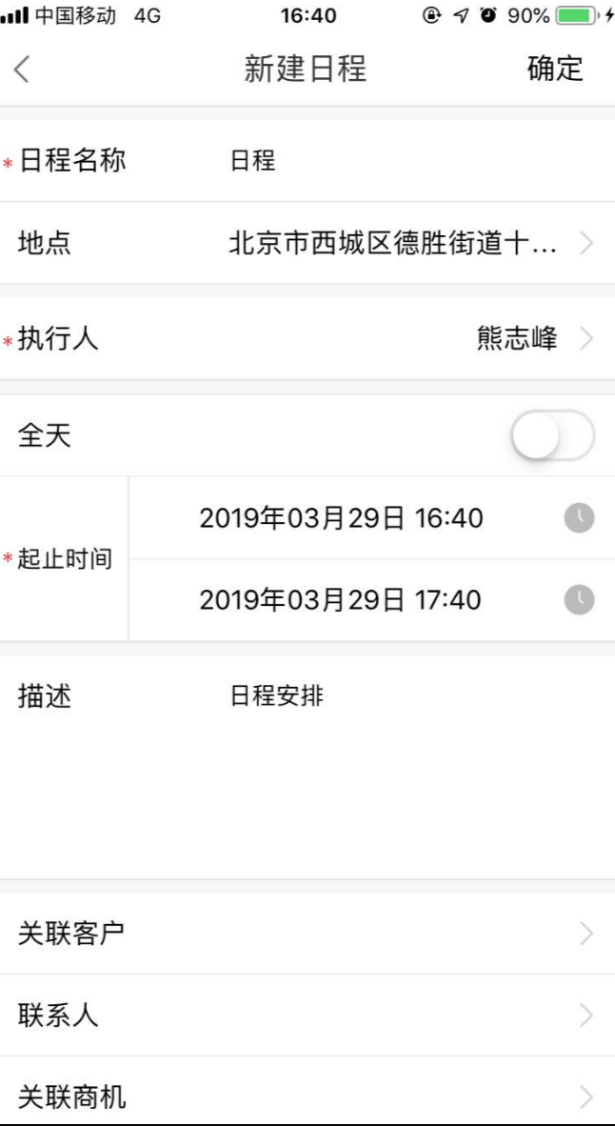 中国移动 4G 16:40 90%
新建日程 确定
*日程名称 日程
地点 北京市西城区德胜街道十...
*执行人 熊志峰
全天
2019年03月29日 16:40
*起止时间
2019年03月29日 17:40
描述 日程安排
关联客户
联系人
关联商机